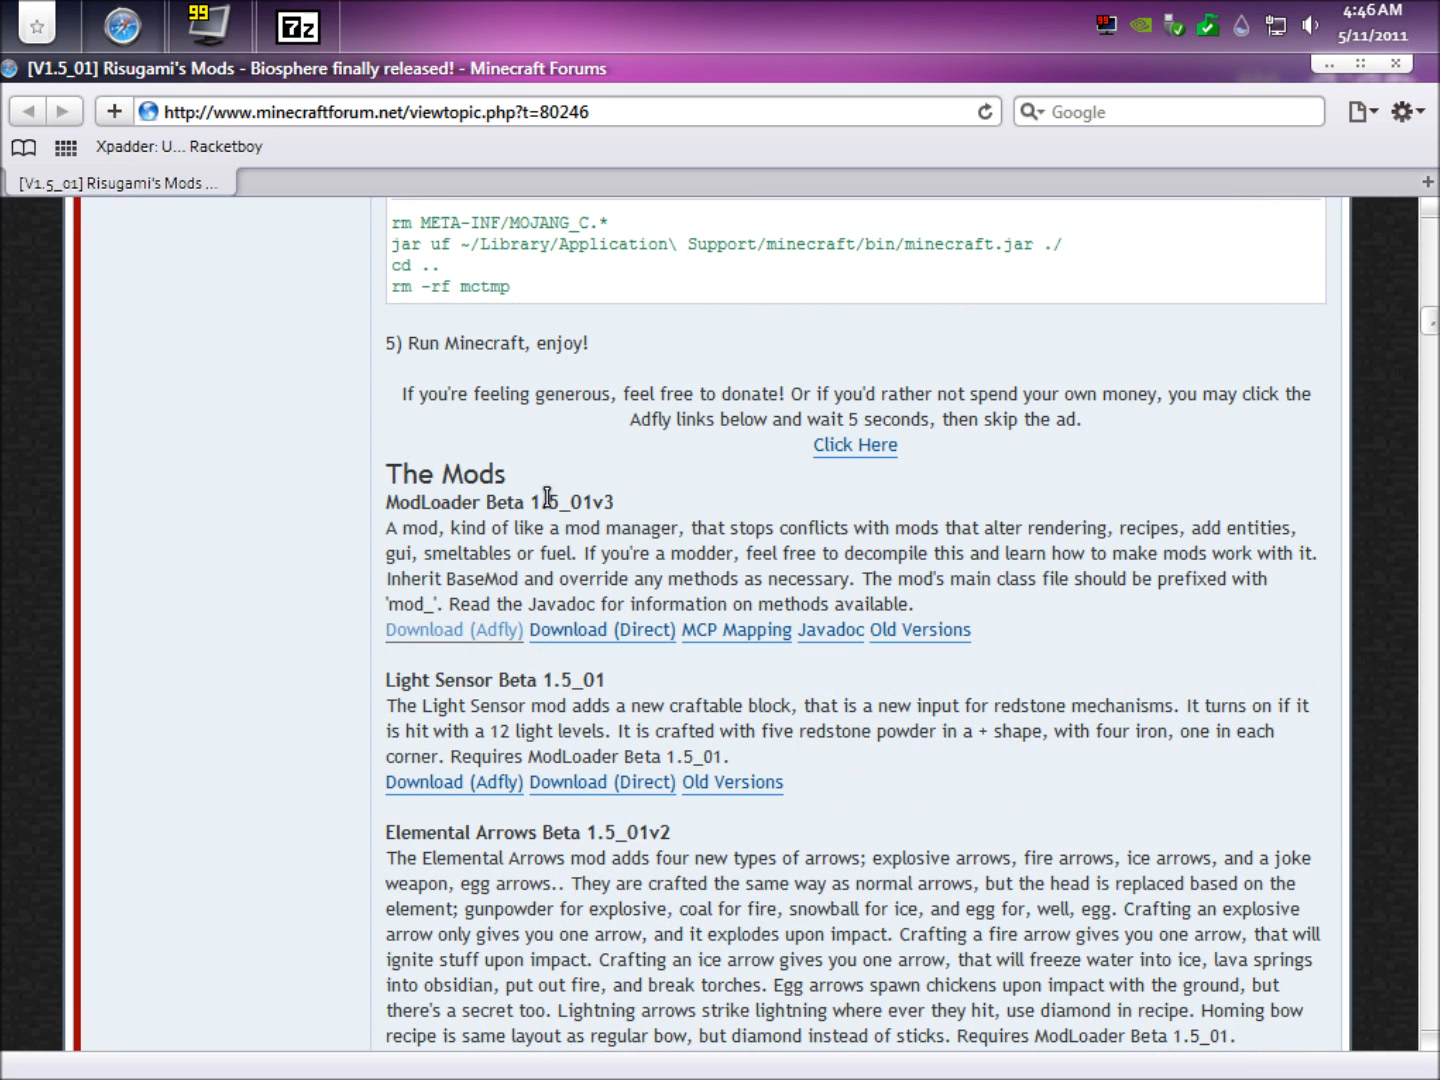 99
7z
99
4:46 AM
5/11/2011
[V1.5_01] Risugami's Mods - Biosphere finally released! - Minecraft Forums
http://www.minecraftforum.net/viewtopic.php?t=80246
Google
Xpadder: U... Racketboy
[V1.5_01] Risugami's Mods ...
rm META-INF/MOJANG_C.*
jar uf ~/Library/Application\ Support/minecraft/bin/minecraft.jar ./
cd ..
rm -rf mctmp
5) Run Minecraft, enjoy!
If you're feeling generous, feel free to donate! Or if you'd rather not spend your own money, you may click the
Adfly links below and wait 5 seconds, then skip the ad.
Click Here
The Mods
ModLoader Beta 1.5_01v3
A mod, kind of like a mod manager, that stops conflicts with mods that alter rendering, recipes, add entities,
gui, smeltables or fuel. If you're a modder, feel free to decompile this and learn how to make mods work with it.
Inherit BaseMod and override any methods as necessary. The mod's main class file should be prefixed with
'mod_'. Read the Javadoc for information on methods available.
Download (Adfly) Download (Direct) MCP Mapping Javadoc Old Versions
Light Sensor Beta 1.5_01
The Light Sensor mod adds a new craftable block, that is a new input for redstone mechanisms. It turns on if it
is hit with a 12 light levels. It is crafted with five redstone powder in a + shape, with four iron, one in each
corner. Requires ModLoader Beta 1.5_01.
Download (Adfly) Download (Direct) Old Versions
Elemental Arrows Beta 1.5_01v2
The Elemental Arrows mod adds four new types of arrows; explosive arrows, fire arrows, ice arrows, and a joke
weapon, egg arrows.. They are crafted the same way as normal arrows, but the head is replaced based on the
element; gunpowder for explosive, coal for fire, snowball for ice, and egg for, well, egg. Crafting an explosive
arrow only gives you one arrow, and it explodes upon impact. Crafting a fire arrow gives you one arrow, that will
ignite stuff upon impact. Crafting an ice arrow gives you one arrow, that will freeze water into ice, lava springs
into obsidian, put out fire, and break torches. Egg arrows spawn chickens upon impact with the ground, but
there's a secret too. Lightning arrows strike lightning where ever they hit, use diamond in recipe. Homing bow
recipe is same layout as regular bow, but diamond instead of sticks. Requires ModLoader Beta 1.5_01.